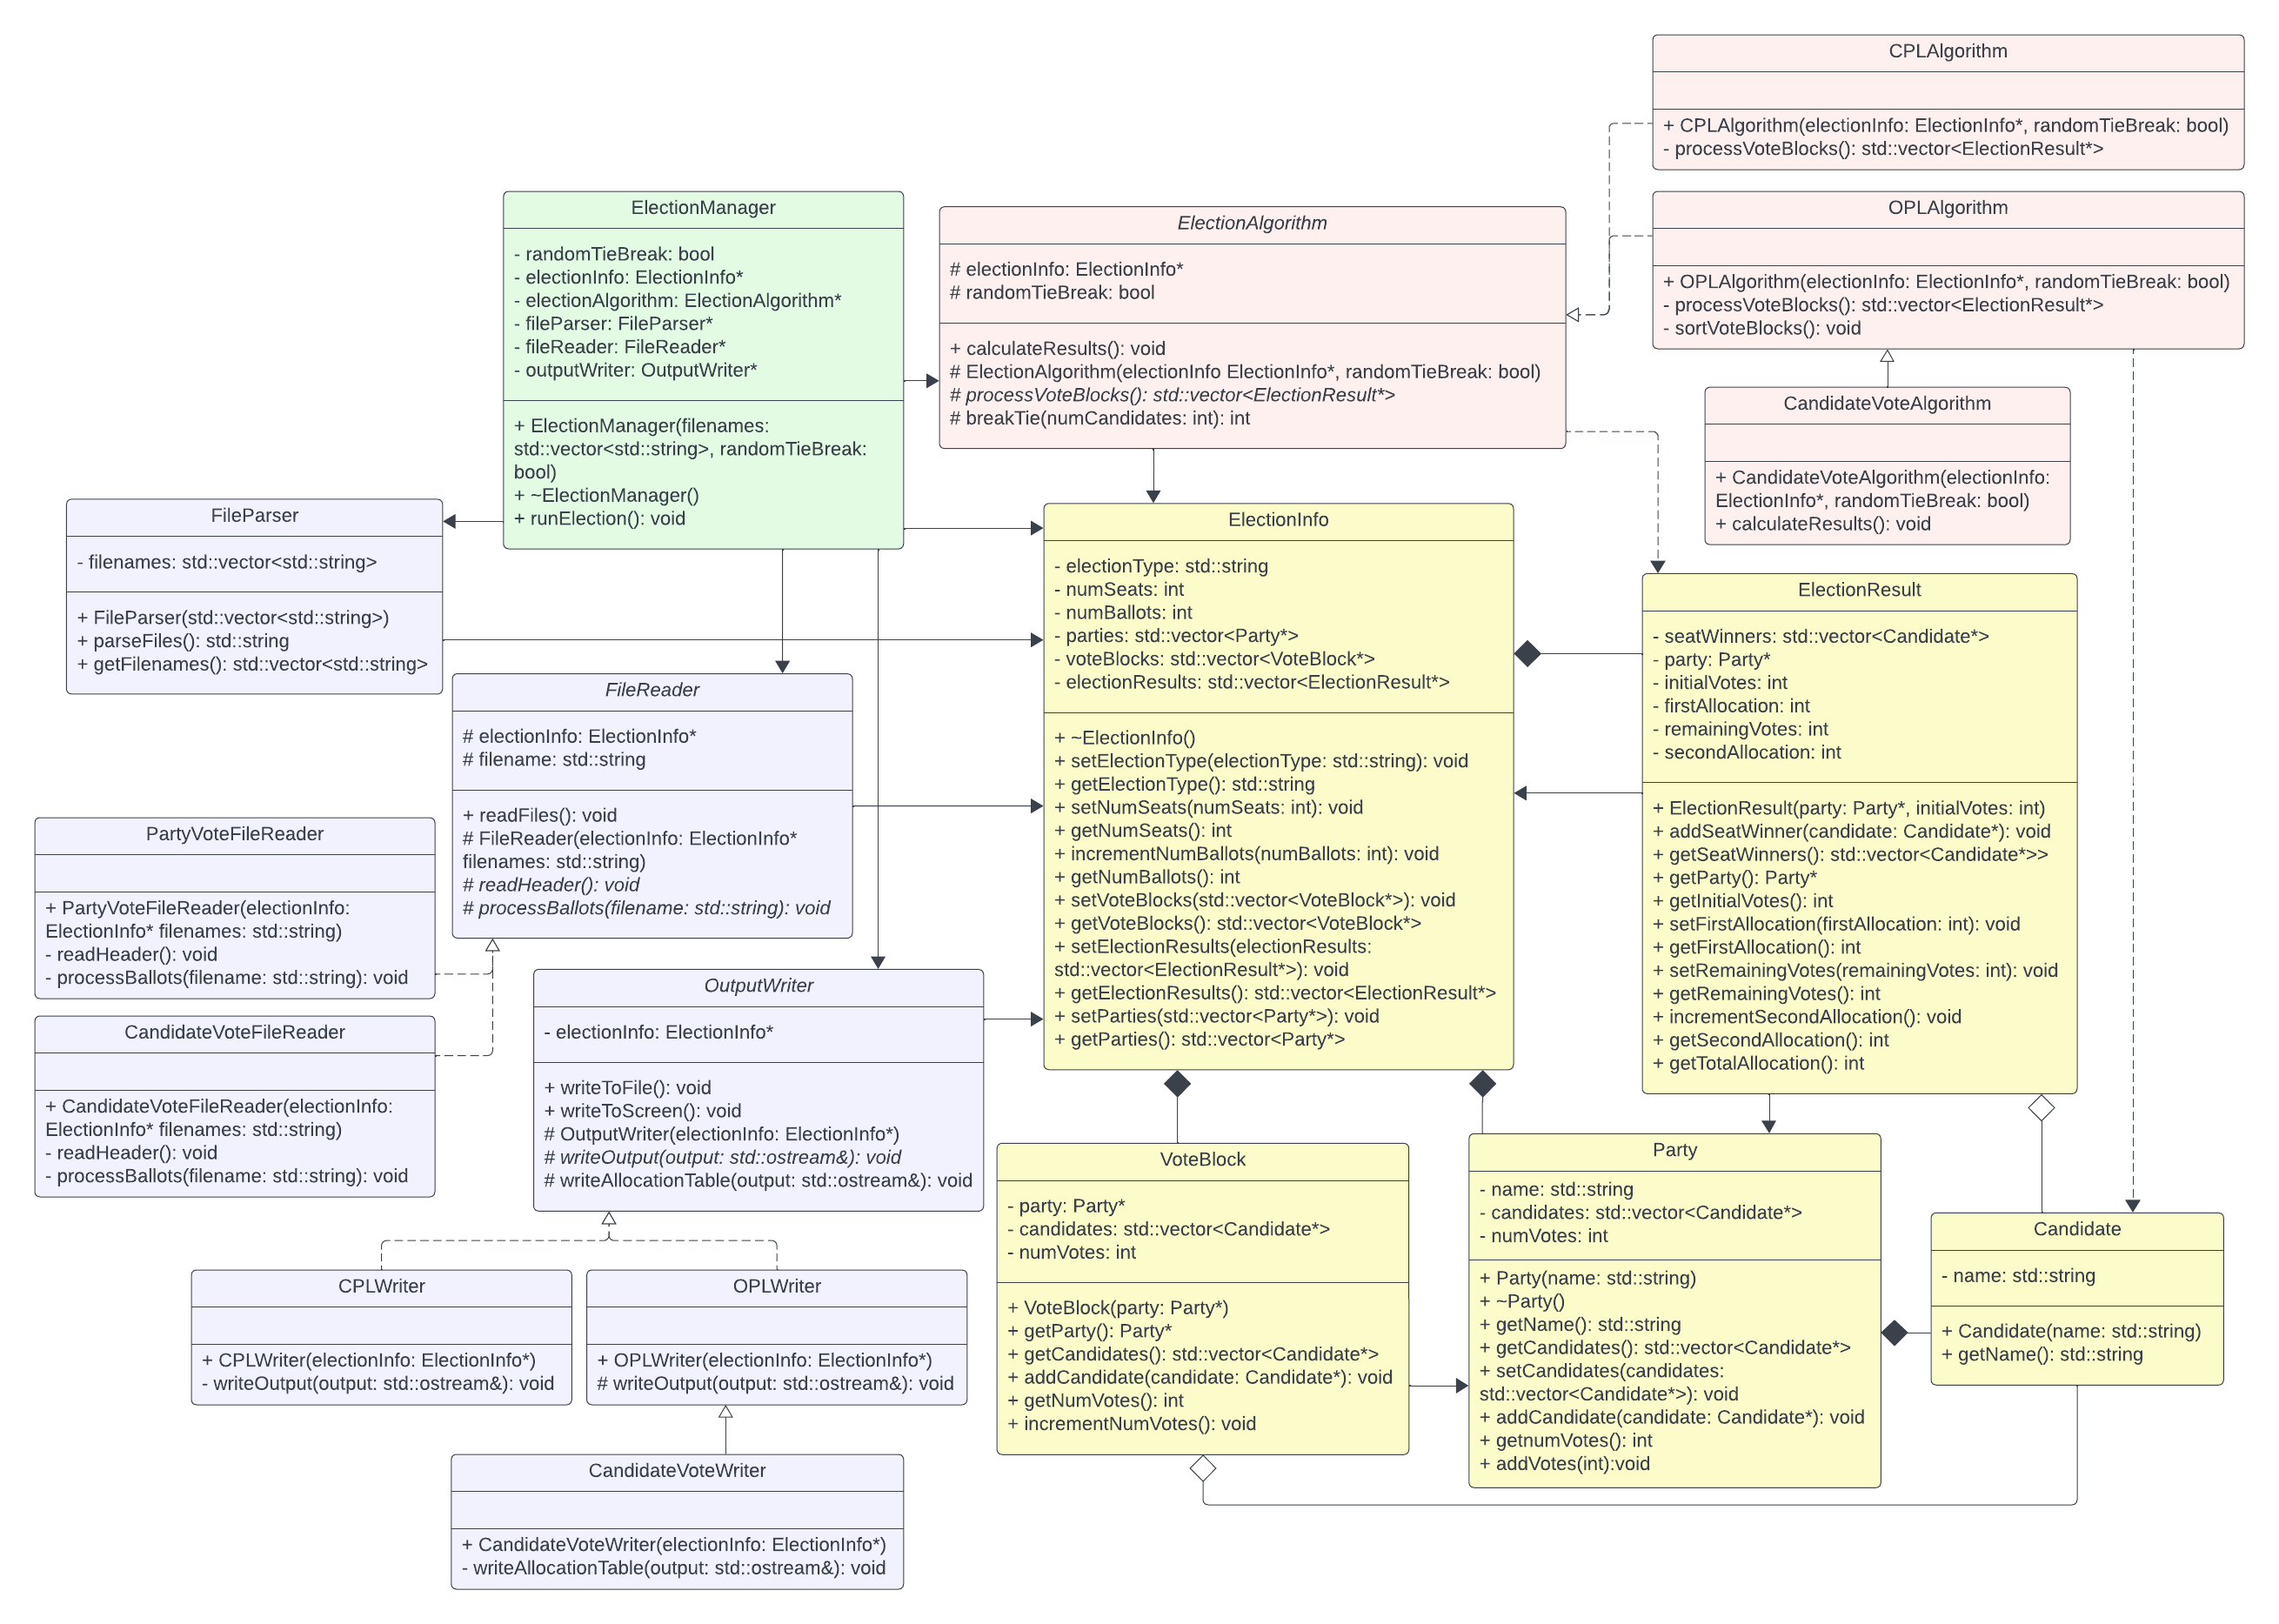 CPLAlgorithm
+ CPLAlgorithm(electionInfo: ElectionInfo*, randomTieBreak: bool)
- processVoteBlocks(): std::vector<ElectionResult*>
ElectionManager
- randomTieBreak: bool
- electionInfo: ElectionInfo*
- electionAlgorithm: ElectionAlgorithm*
- fileParser: FileParser*
- fileReader: FileReader*
- outputWriter: OutputWriter*
+ ElectionManager(filenames:
std::vector<std::string>, randomTieBreak:
bool)
+ ~ElectionManager()
+ runElection(): void
ElectionAlgorithm
# electionInfo: ElectionInfo*
# randomTieBreak: bool
+ calculateResults(): void
# ElectionAlgorithm(electionInfo ElectionInfo*, randomTieBreak: bool)
# processVoteBlocks(): std::vector<ElectionResult*>
# breakTie(numCandidates: int): int
OPLAlgorithm
+ OPLAlgorithm(electionInfo: ElectionInfo*, randomTieBreak: bool)
- processVoteBlocks(): std::vector<ElectionResult*>
- sortVoteBlocks(): void
CandidateVoteAlgorithm
+ CandidateVoteAlgorithm(electionInfo:
ElectionInfo*, randomTieBreak: bool)
+ calculateResults(): void
FileParser
- filenames: std::vector<std::string>
+ FileParser(std::vector<std::string>)
+ parseFiles(): std::string
+ getFilenames(): std::vector<std::string>
ElectionInfo
- electionType: std::string
- numSeats: int
- numBallots: int
- parties: std::vector<Party*>
- voteBlocks: std::vector<VoteBlock*>
- electionResults: std::vector<ElectionResult*>
+ ~ElectionInfo()
+ setElectionType(electionType: std::string): void
+ getElectionType(): std::string
+ setNumSeats(numSeats: int): void
+ getNumSeats(): int
+ incrementNumBallots(numBallots: int): void
+ getNumBallots(): int
+ setVoteBlocks(std::vector<VoteBlock*>): void
+ getVoteBlocks(): std::vector<VoteBlock*>
+ setElectionResults(electionResults:
std::vector<ElectionResult*>): void
+ getElectionResults(): std::vector<ElectionResult*>
+ setParties(std::vector<Party*>): void
+ getParties(): std::vector<Party*>
ElectionResult
- seatWinners: std::vector<Candidate*>
- party: Party*
- initialVotes: int
- firstAllocation: int
- remainingVotes: int
- secondAllocation: int
+ ElectionResult(party: Party*, initialVotes: int)
+ addSeatWinner(candidate: Candidate*): void
+ getSeatWinners(): std::vector<Candidate*>>
+ getParty(): Party*
+ getInitialVotes(): int
+ setFirstAllocation(firstAllocation: int): void
+ getFirstAllocation(): int
+ setRemainingVotes(remainingVotes: int): void
+ getRemainingVotes(): int
+ incrementSecondAllocation(): void
+ getSecondAllocation(): int
+ getTotalAllocation(): int
FileReader
# electionInfo: ElectionInfo*
# filename: std::string
+ readFiles(): void
# FileReader(electionInfo: ElectionInfo*
filenames: std::string)
# readHeader(): void
# processBallots(filename: std::string): void
PartyVoteFileReader
+ PartyVoteFileReader(electionInfo:
ElectionInfo* filenames: std::string)
- readHeader(): void
- processBallots(filename: std::string): void
CandidateVoteFileReader
+ CandidateVoteFileReader(electionInfo:
ElectionInfo* filenames: std::string)
- readHeader(): void
- processBallots(filename: std::string): void
OutputWriter
- electionInfo: ElectionInfo*
+ writeToFile(): void
+ writeToScreen(): void
# OutputWriter(electionInfo: ElectionInfo*)
# writeOutput(output: std::ostream&): void
# writeAllocationTable(output: std::ostream&): void
VoteBlock
- party: Party*
- candidates: std::vector<Candidate*>
- numVotes: int
+ VoteBlock(party: Party*)
+ getParty(): Party*
+ getCandidates(): std::vector<Candidate*>
+ addCandidate(candidate: Candidate*): void
+ getNumVotes(): int
+ incrementNumVotes(): void
Party
- name: std::string
- candidates: std::vector<Candidate*>
- numVotes: int
+ Party(name: std::string)
+ ~Party()
+ getName(): std::string
+ getCandidates(): std::vector<Candidate*>
+ setCandidates(candidates:
std::vector<Candidate*>): void
+ addCandidate(candidate: Candidate*): void
+ getnumVotes(): int
+ addVotes(int):void
Candidate
- name: std::string
+ Candidate(name: std::string)
+ getName(): std::string
CPLWriter
+ CPLWriter(electionInfo: ElectionInfo*)
- writeOutput(output: std::ostream&): void
OPLWriter
+ OPLWriter(electionInfo: ElectionInfo*)
# writeOutput(output: std::ostream&): void
CandidateVoteWriter
+ CandidateVoteWriter(electionInfo: ElectionInfo*)
- writeAllocationTable(output: std::ostream&): void